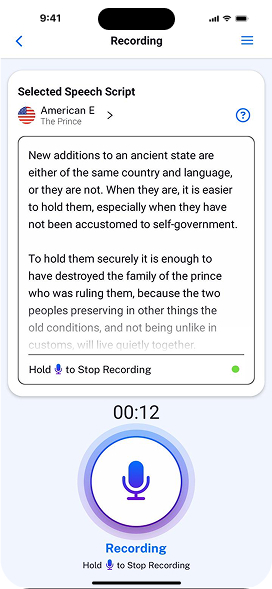 9:41
Recording
Selected Speech Script
American E
The Prince
New additions to an ancient state are
either of the same country and language,
or they are not. When they are, it is easier
to hold them, especially when they have
not been accustomed to self-government.
To hold them securely it is enough to
have destroyed the family of the prince
who was ruling them, because the two
peoples preserving in other things the
old conditions, and not being unlike in
customs, will live quietly together.
Hold to Stop Recording
00:12
Recording
Hold to Stop Recording